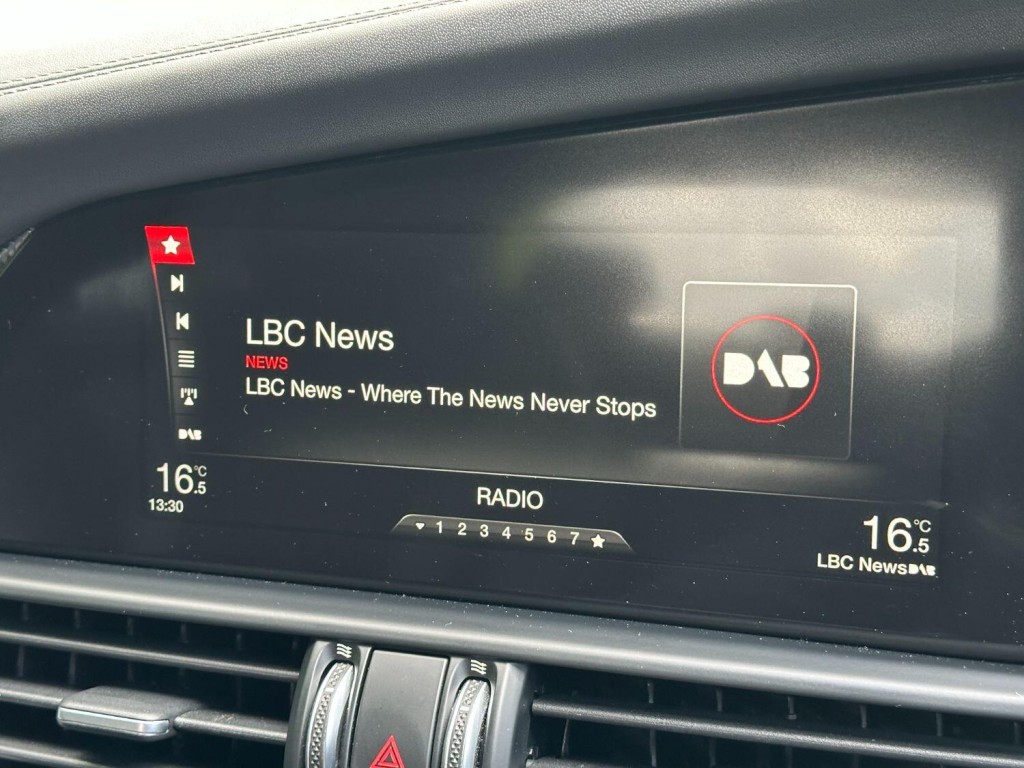 LBC News
NEWS
LBC News - Where The News Never Stops
DAB
DAB
16.5°C
13:30
RADIO
1 2 3 4 5 6 7
16.5°C
LBC News DAB